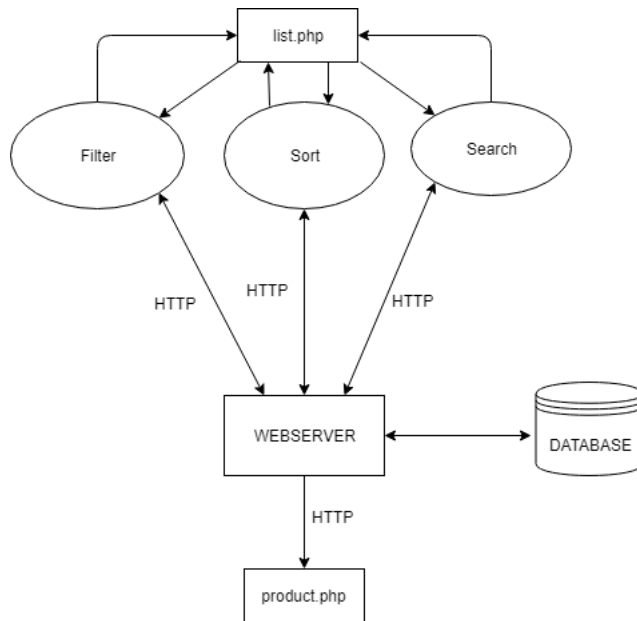 list.php
Filter
Sort
Search
HTTP
HTTP
HTTP
WEBSERVER
DATABASE
HTTP
product.php